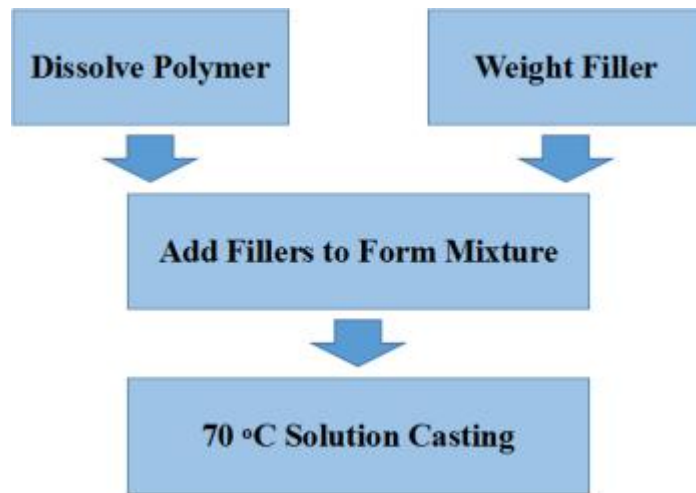 Dissolve Polymer
Weight Filler
Add Fillers to Form Mixture
70 ºC Solution Casting